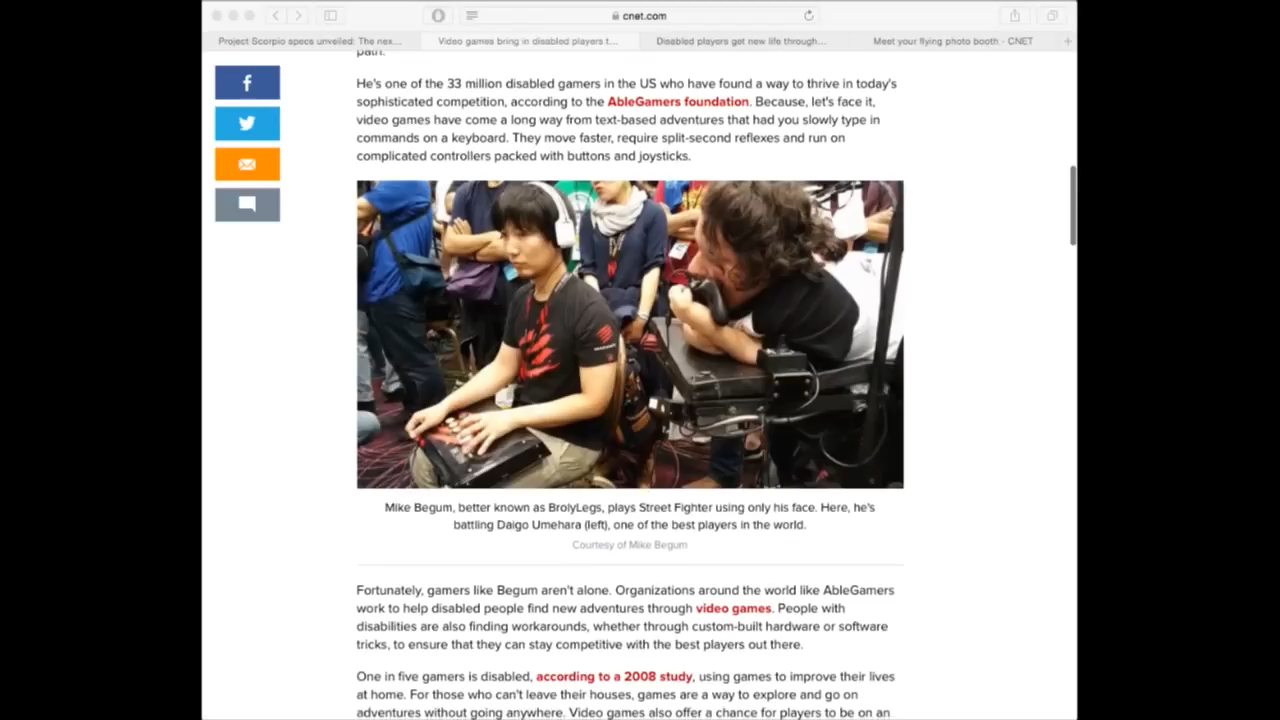 cnet.com
Project Scorpio specs unveiled: The nex...
Video games bring in disabled players t...
Disabled players get new life through...
Meet your flying photo booth - CNET
path.
He's one of the 33 million disabled gamers in the US who have found a way to thrive in today's
sophisticated competition, according to the AbleGamers foundation. Because, let's face it,
video games have come a long way from text-based adventures that had you slowly type in
commands on a keyboard. They move faster, require split-second reflexes and run on
complicated controllers packed with buttons and joysticks.
Mike Begum, better known as BrolyLegs, plays Street Fighter using only his face. Here, he's
battling Daigo Umehara (left), one of the best players in the world.
Courtesy of Mike Begum
Fortunately, gamers like Begum aren't alone. Organizations around the world like AbleGamers
work to help disabled people find new adventures through video games. People with
disabilities are also finding workarounds, whether through custom-built hardware or software
tricks, to ensure that they can stay competitive with the best players out there.
One in five gamers is disabled, according to a 2008 study, using games to improve their lives
at home. For those who can't leave their houses, games are a way to explore and go on
adventures without going anywhere. Video games also offer a chance for players to be on an